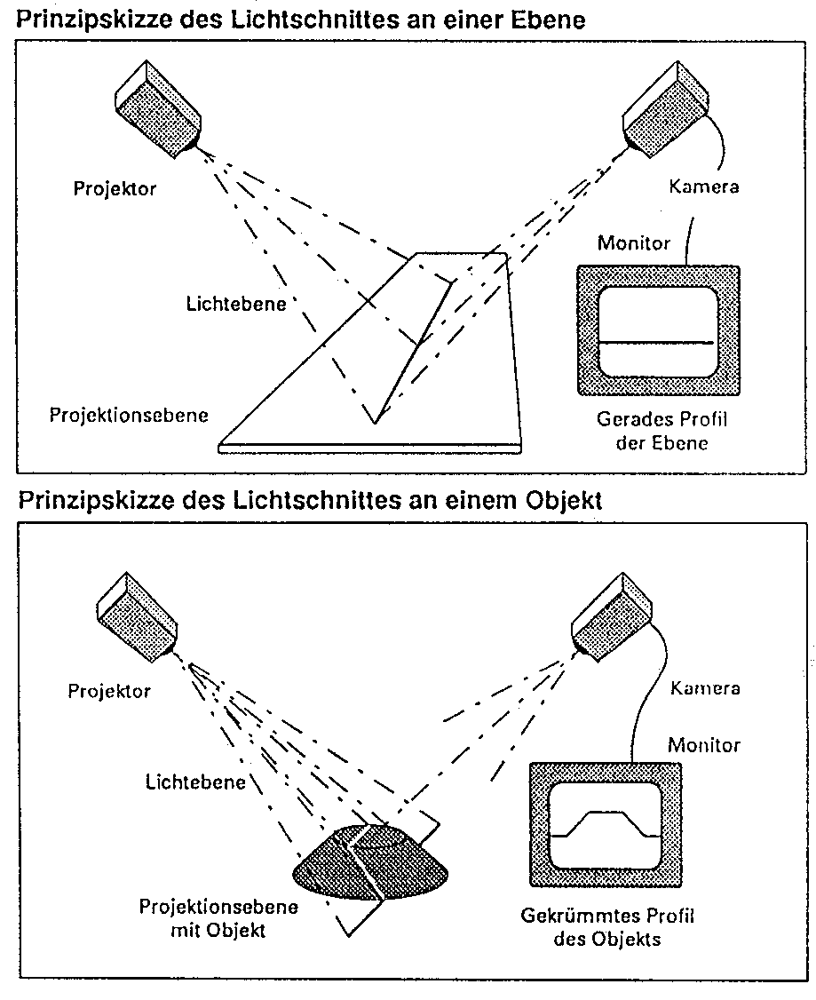 Prinzipskizze des Lichtschnittes an einer Ebene
Projektor
Kamera
Monitor
Lichtebene
Projektionsebene
Gerades Profil
der Ebene
Prinzipskizze des Lichtschnittes an einem Objekt
Projektor
Kamera
Monitor
Lichtebene
Projektionsebene
mit Objekt
Gekrümmtes Profil
des Objekts